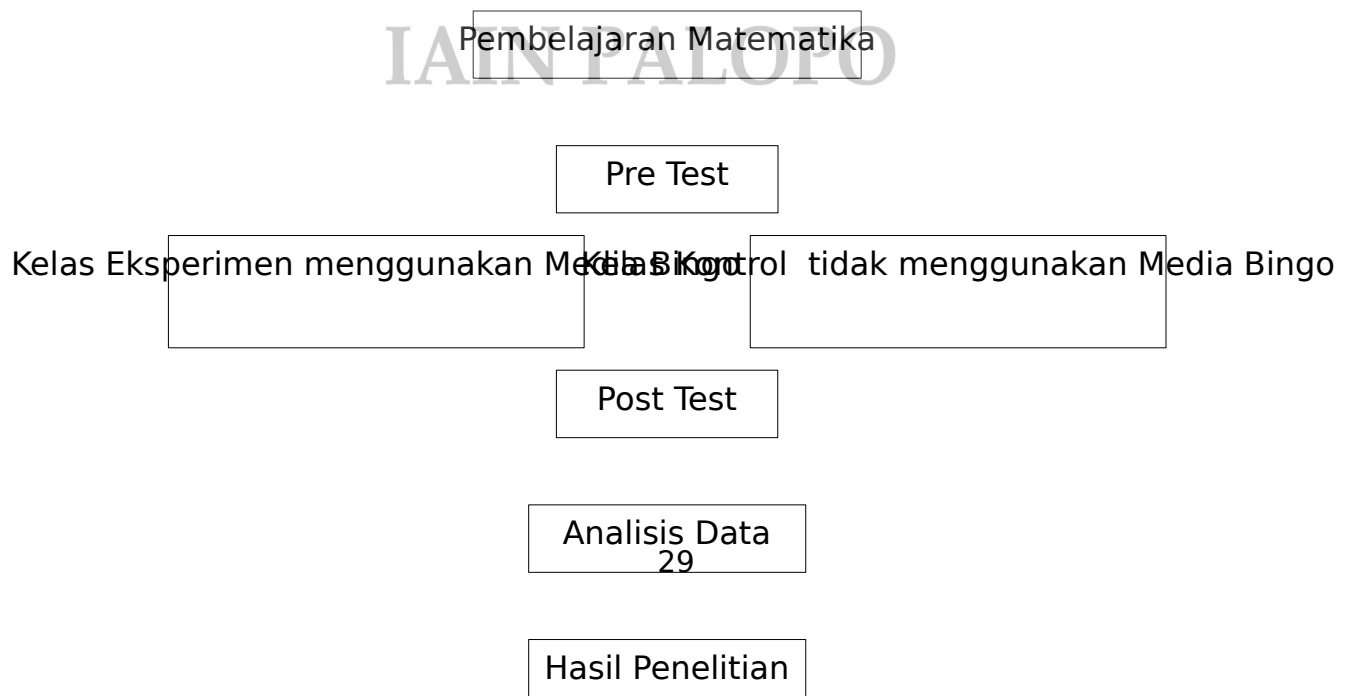 IAIN PALOPO
Pembelajaran Matematika
Pre Test
Kelas Eksperimen menggunakan Media Bingo
Kelas Kontrol tidak menggunakan Media Bingo
Post Test
Analisis Data
29
Hasil Penelitian